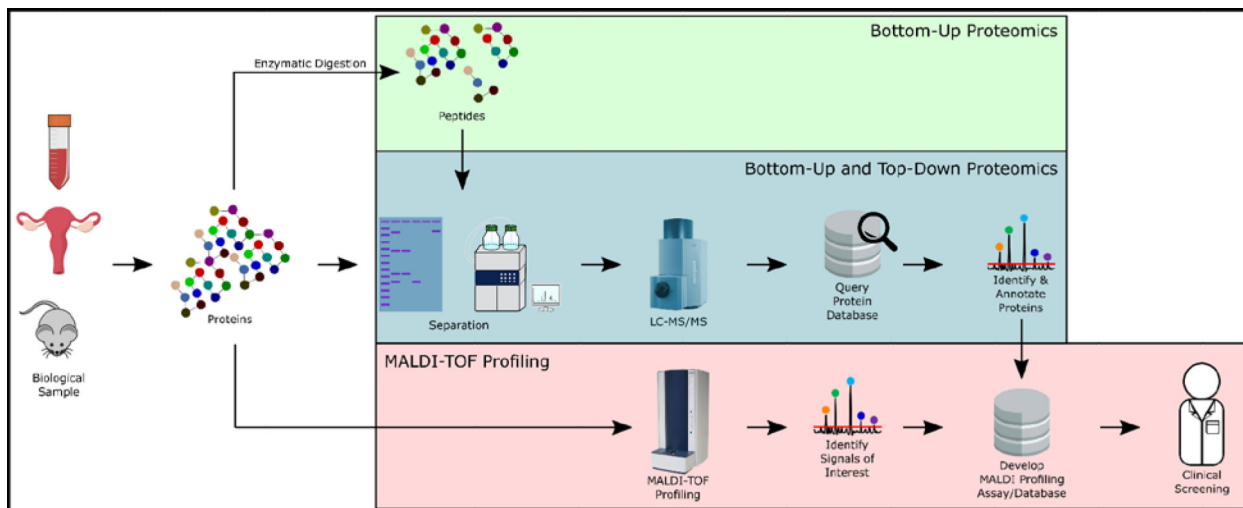 Bottom-Up Proteomics
Enzymatic Digestion
Peptides
Bottom-Up and Top-Down Proteomics
Proteins
Separation
LC-MS/MS
Query
Protein
Database
Identify &
Annotate
Proteins
Biological
Sample
MALDI-TOF Profiling
MALDI-TOF
Profiling
Identify
Signals of
Interest
Develop
MALDI Profiling
Assay/Database
Clinical
Screening